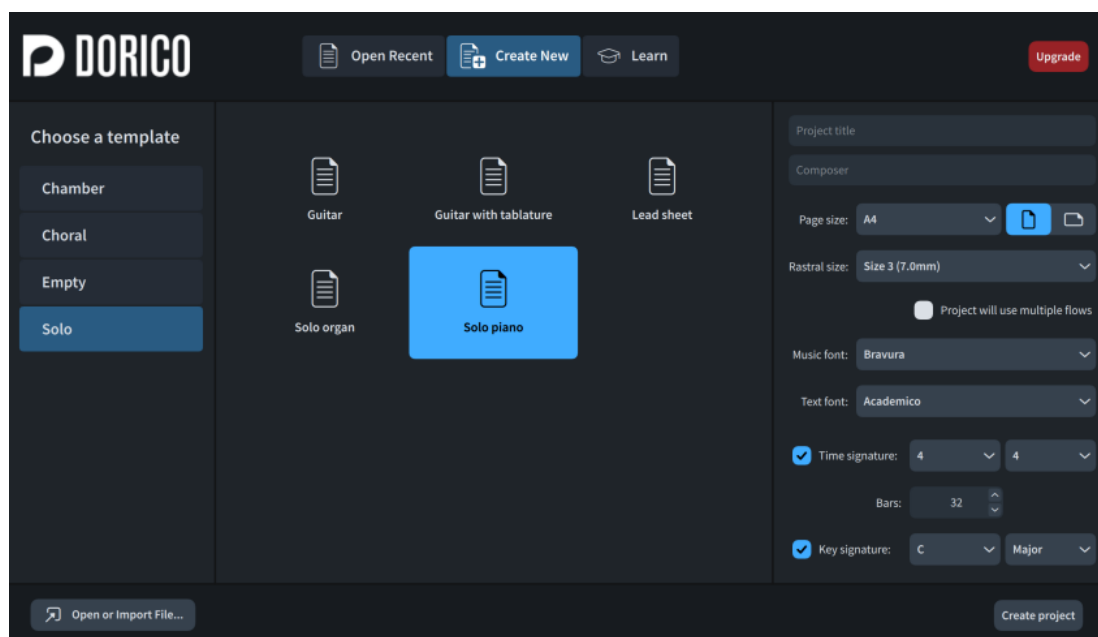 DORICO
Open Recent
Create New
Learn
Upgrade
Choose a template
Chamber
Choral
Empty
Solo
Guitar
Guitar with tablature
Lead sheet
Solo organ
Solo piano
Project title
Composer
Page size: A4
Rastral size: Size 3 (7.0mm)
Project will use multiple flows
Music font: Bravura
Text font: Academico
Time signature: 4 4
Bars: 32
Key signature: C Major
Open or Import File...
Create project